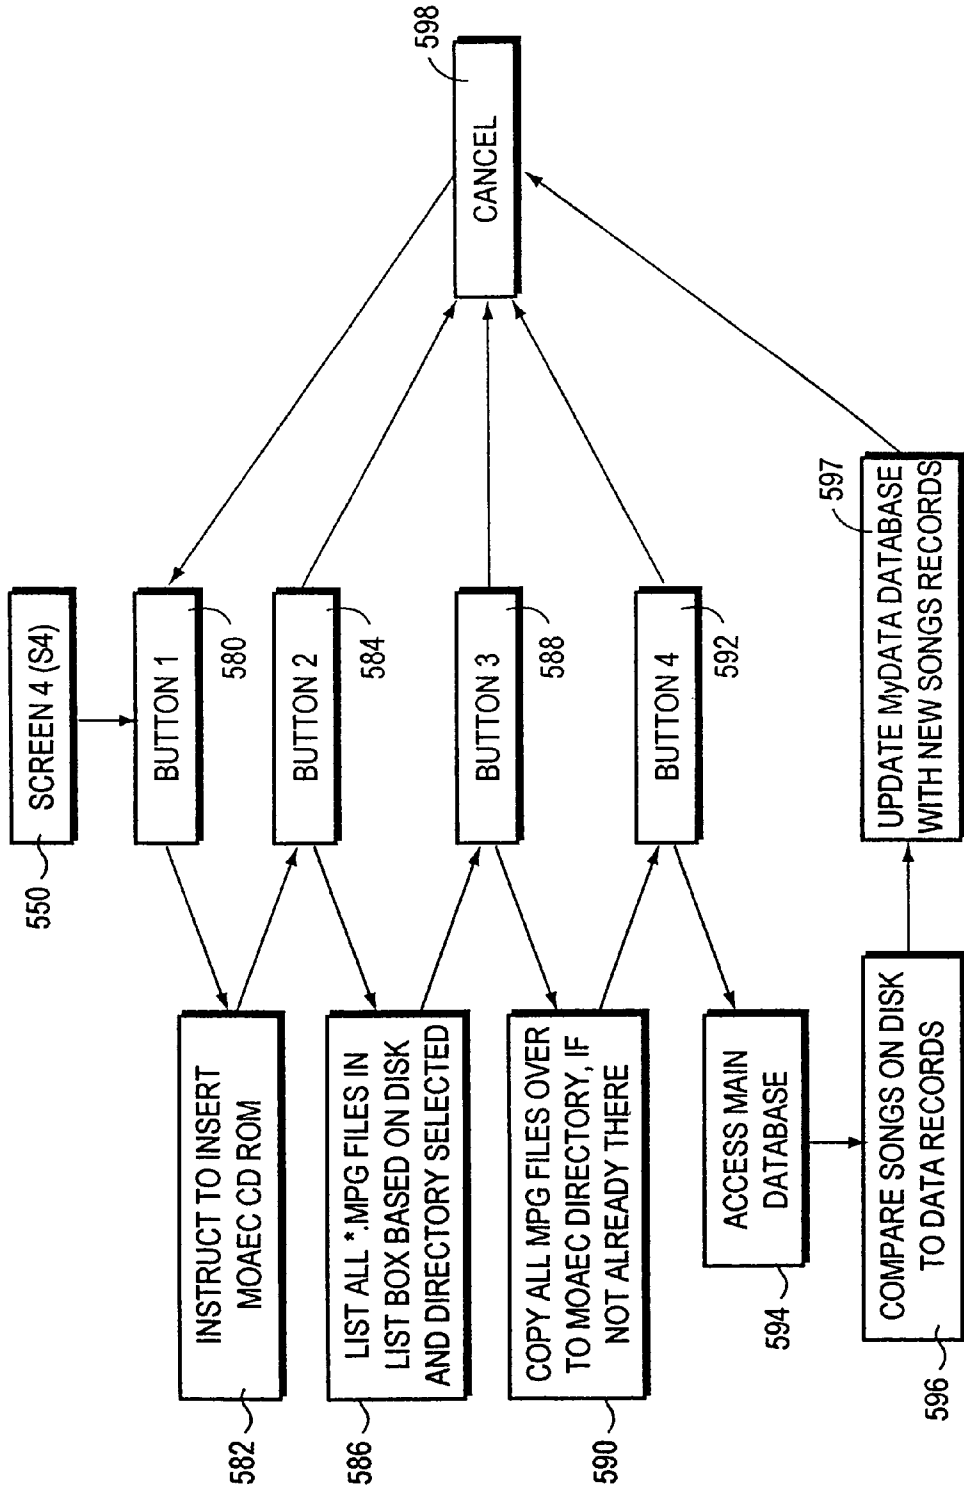 SCREEN 4 (S4)
550
BUTTON 1
580
INSTRUCT TO INSERT
MOAEC CD ROM
582
BUTTON 2
584
LIST ALL *.MPG FILES IN
LIST BOX BASED ON DISK
AND DIRECTORY SELECTED
586
BUTTON 3
588
COPY ALL MPG FILES OVER
TO MOAEC DIRECTORY, IF
NOT ALREADY THERE
590
BUTTON 4
592
ACCESS MAIN
DATABASE
594
COMPARE SONGS ON DISK
TO DATA RECORDS
596
UPDATE MyDATA DATABASE
WITH NEW SONGS RECORDS
597
CANCEL
598